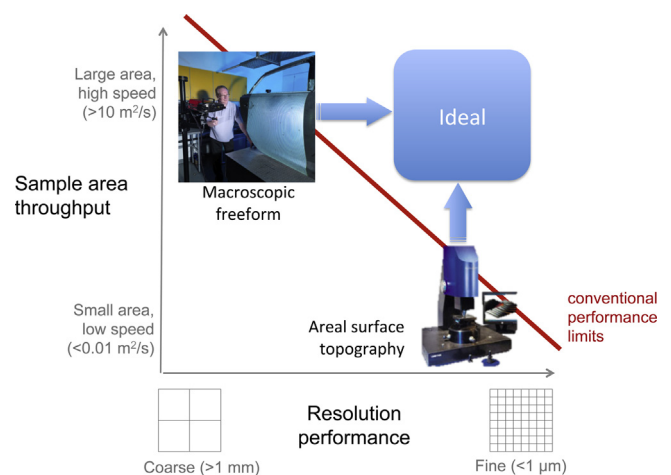 Large area,
high speed
(>10 m²/s)
Ideal
Sample area
throughput
Macroscopic
freeform
Small area,
low speed
(<0.01 m²/s)
Areal surface
topography
conventional
performance
limits
Resolution
performance
Coarse (>1 mm)
Fine (<1 µm)